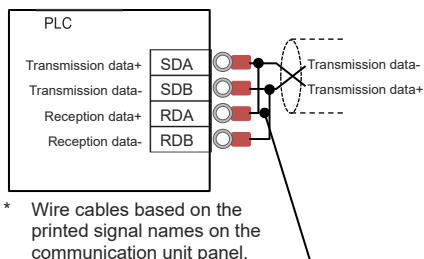 PLC
Transmission data+ SDA Transmission data-
Transmission data- SDB Transmission data+
Reception data+ RDA
Reception data- RDB
* Wire cables based on the
printed signal names on the
communication unit panel.